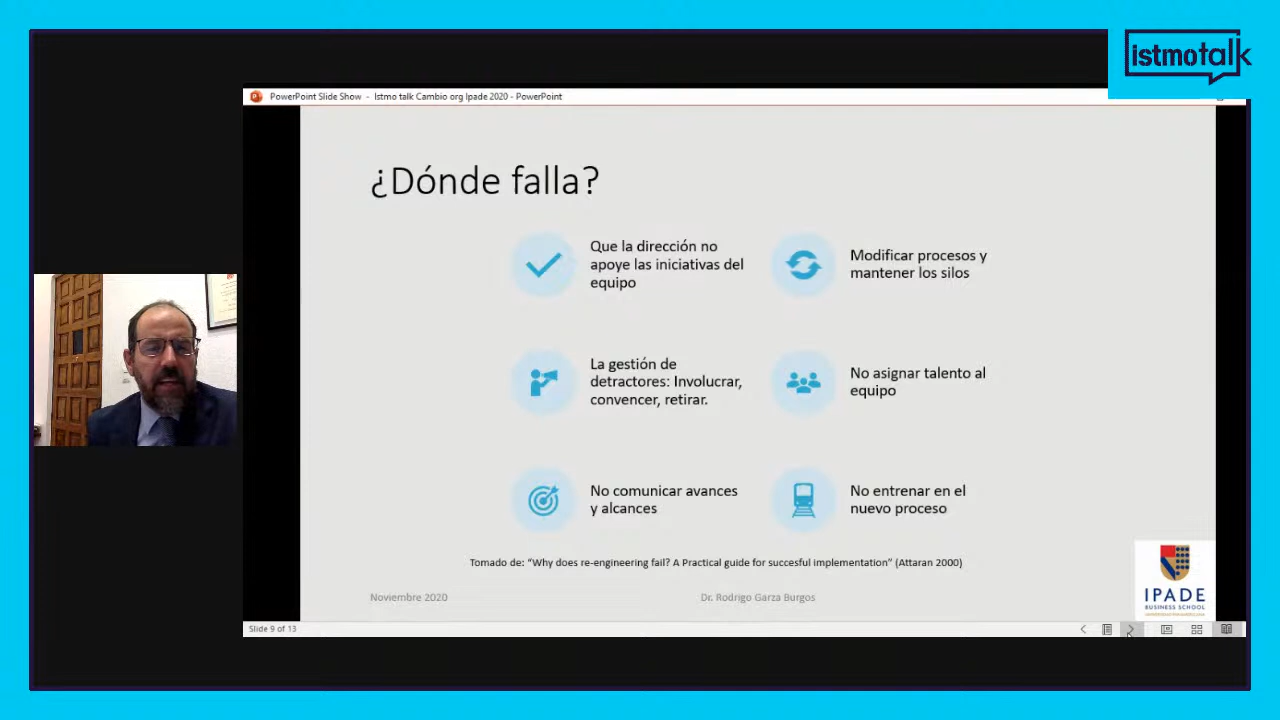 istmotalk
PowerPoint Slide Show - Istmo talk Cambio org Ipade 2020 - PowerPoint
¿Dónde falla?
Que la dirección no
apoye las iniciativas del
equipo
Modificar procesos y
mantener los silos
La gestión de
detractores: Involucrar,
convencer, retirar.
No asignar talento al
equipo
No comunicar avances
y alcances
No entrenar en el
nuevo proceso
Tomado de: “Why does re-engineering fail? A Practical guide for succesful implementation” (Attaran 2000)
Noviembre 2020
Dr. Rodrigo Garza Burgos
IPADE
BUSINESS SCHOOL
Slide 9 of 13